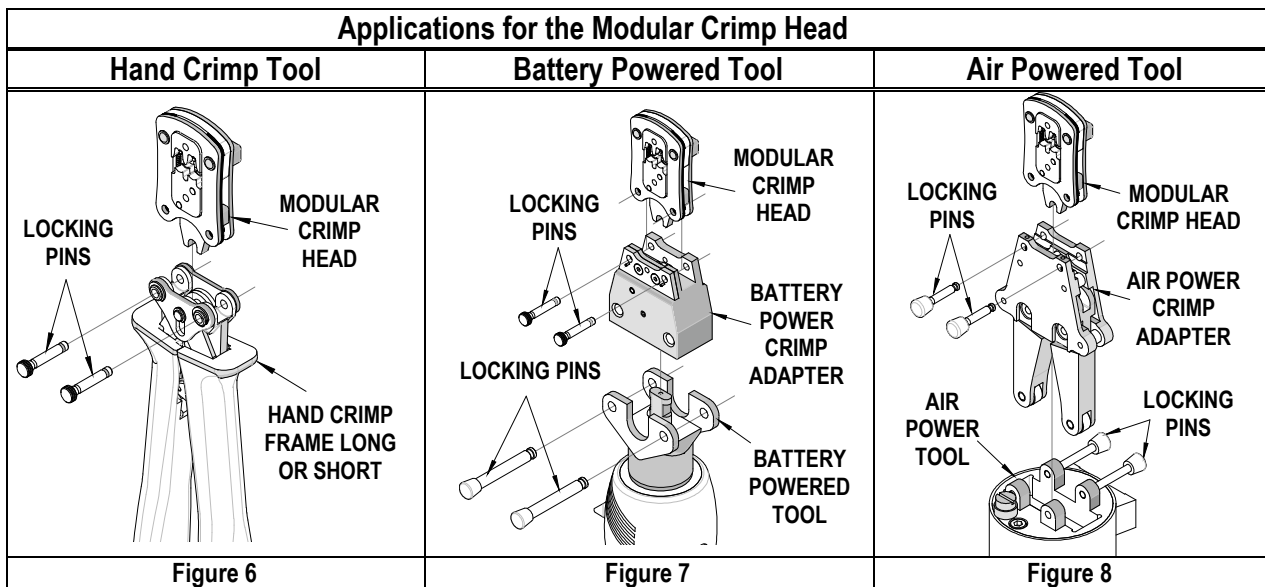 Applications for the Modular Crimp Head
Hand Crimp Tool
Battery Powered Tool
Air Powered Tool
LOCKING
PINS
MODULAR
CRIMP
HEAD
HAND CRIMP
FRAME LONG
OR SHORT
MODULAR
CRIMP
HEAD
LOCKING
PINS
BATTERY
POWER
CRIMP
ADAPTER
LOCKING PINS
BATTERY
POWERED
TOOL
LOCKING
PINS
MODULAR
CRIMP HEAD
AIR POWER
CRIMP
ADAPTER
AIR
POWER
TOOL
LOCKING
PINS
Figure 6
Figure 7
Figure 8